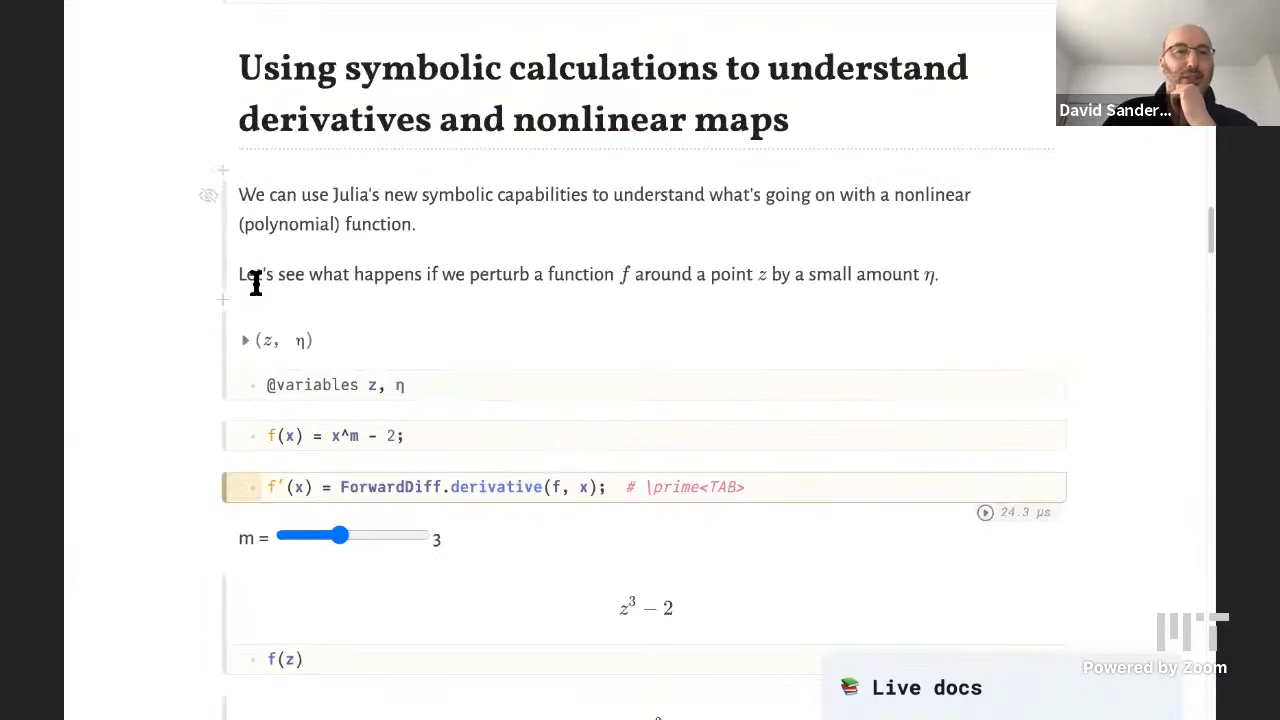 Using symbolic calculations to understand
derivatives and nonlinear maps
David Sander...
We can use Julia's new symbolic capabilities to understand what's going on with a nonlinear
(polynomial) function.
Let's see what happens if we perturb a function f around a point z by a small amount η.
(z, η)
@variables z, η
f(x) = x^m - 2;
f′(x) = ForwardDiff.derivative(f, x); # \prime<TAB>
24.3 μs
m = 3
z³ − 2
f(z)
MIT
Powered by Zoom
Live docs